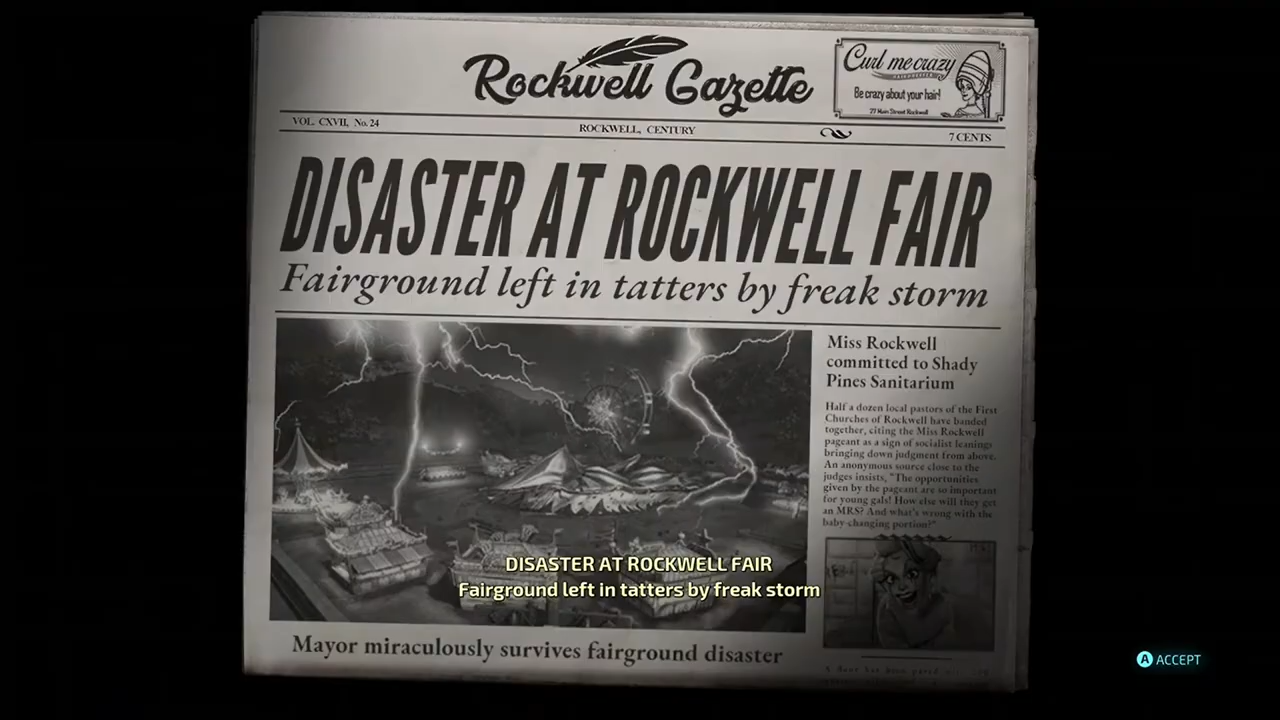 Rockwell Gazette
Curl me crazy
HAIRDRESSER
Be crazy about your hair!
27 Main Street Rockwell
VOL. CXVII, No. 24
ROCKWELL, CENTURY
7 CENTS
DISASTER AT ROCKWELL FAIR
Fairground left in tatters by freak storm
Miss Rockwell
committed to Shady
Pines Sanitarium
Half a dozen local pastors of the First
Churches of Rockwell have banded
together, citing the Miss Rockwell
pageant as a sign of socialist leanings
bringing down judgment from above.
An anonymous source close to the
judges insists, "The opportunities
given by the pageant are so important
for young gals! How else will they get
an MRS? And what's wrong with the
baby-changing portion?"
DISASTER AT ROCKWELL FAIR
Fairground left in tatters by freak storm
Mayor miraculously survives fairground disaster
A ACCEPT